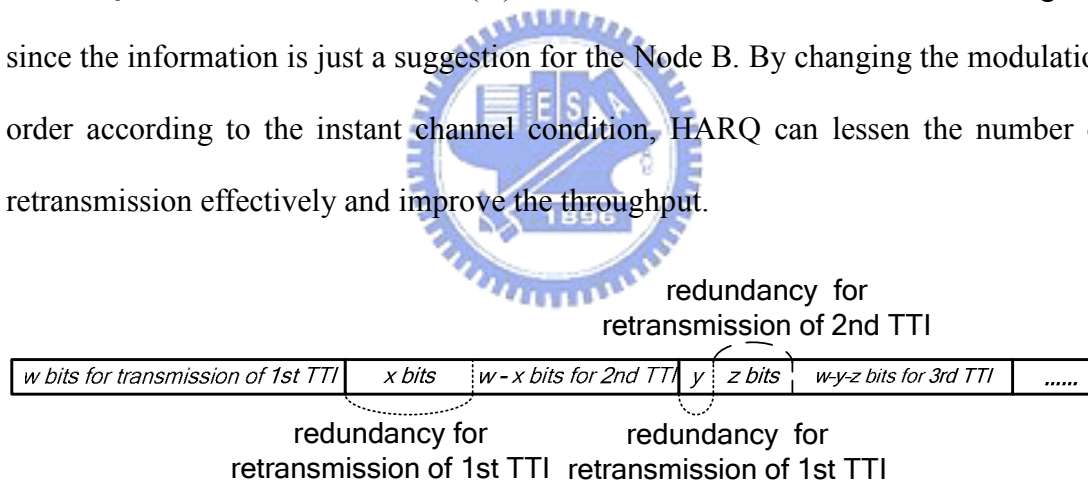 since the information is just a suggestion for the Node B. By changing the modulatio
order according to the instant channel condition, HARQ can lessen the number
retransmission effectively and improve the throughput.
E S A
1896
redundancy for
retransmission of 2nd TTI
w bits for transmission of 1st TTI x bits w - x bits for 2nd TTI y z bits w-y-z bits for 3rd TTI ......
redundancy for redundancy for
retransmission of 1st TTI retransmission of 1st TTI